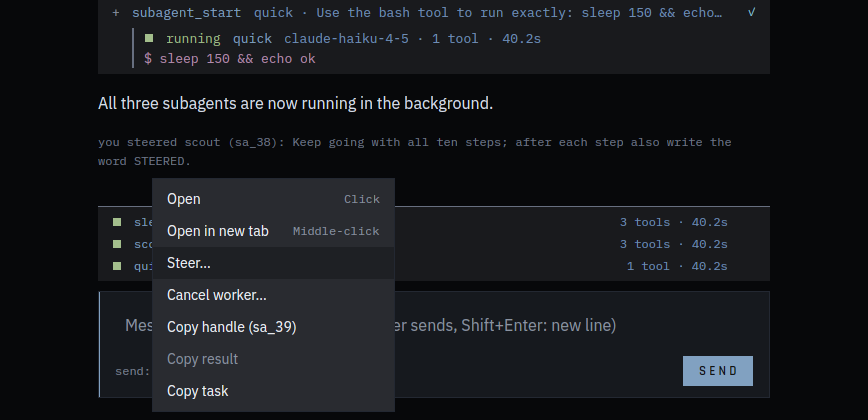 + subagent_start quick · Use the bash tool to run exactly: sleep 150 && echo… ✓
running quick claude-haiku-4-5 · 1 tool · 40.2s
$ sleep 150 && echo ok
All three subagents are now running in the background.
you steered scout (sa_38): Keep going with all ten steps; after each step also write the
word STEERED.
Open Click
Open in new tab Middle-click
Steer...
Cancel worker...
Copy handle (sa_39)
Copy result
Copy task
3 tools · 40.2s
3 tools · 40.2s
1 tool · 40.2s
sends, Shift+Enter: new line)
send:
SEND